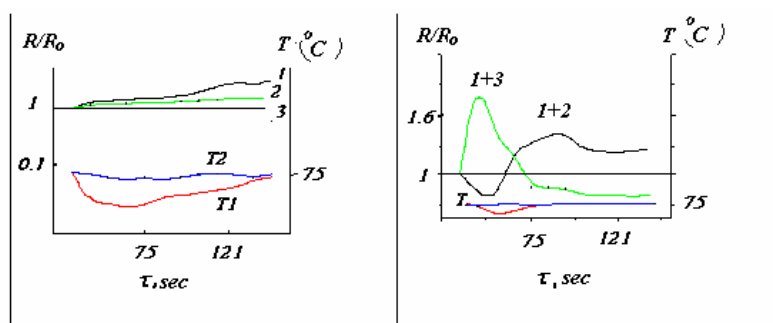 R/Ro
T (°C)
1
1
2
3
0.1
T2
75
T1
75 121
τ,sec
R/Ro
T (°C)
1+3
1.6
1+2
1
T
75
75
121
τ,sec